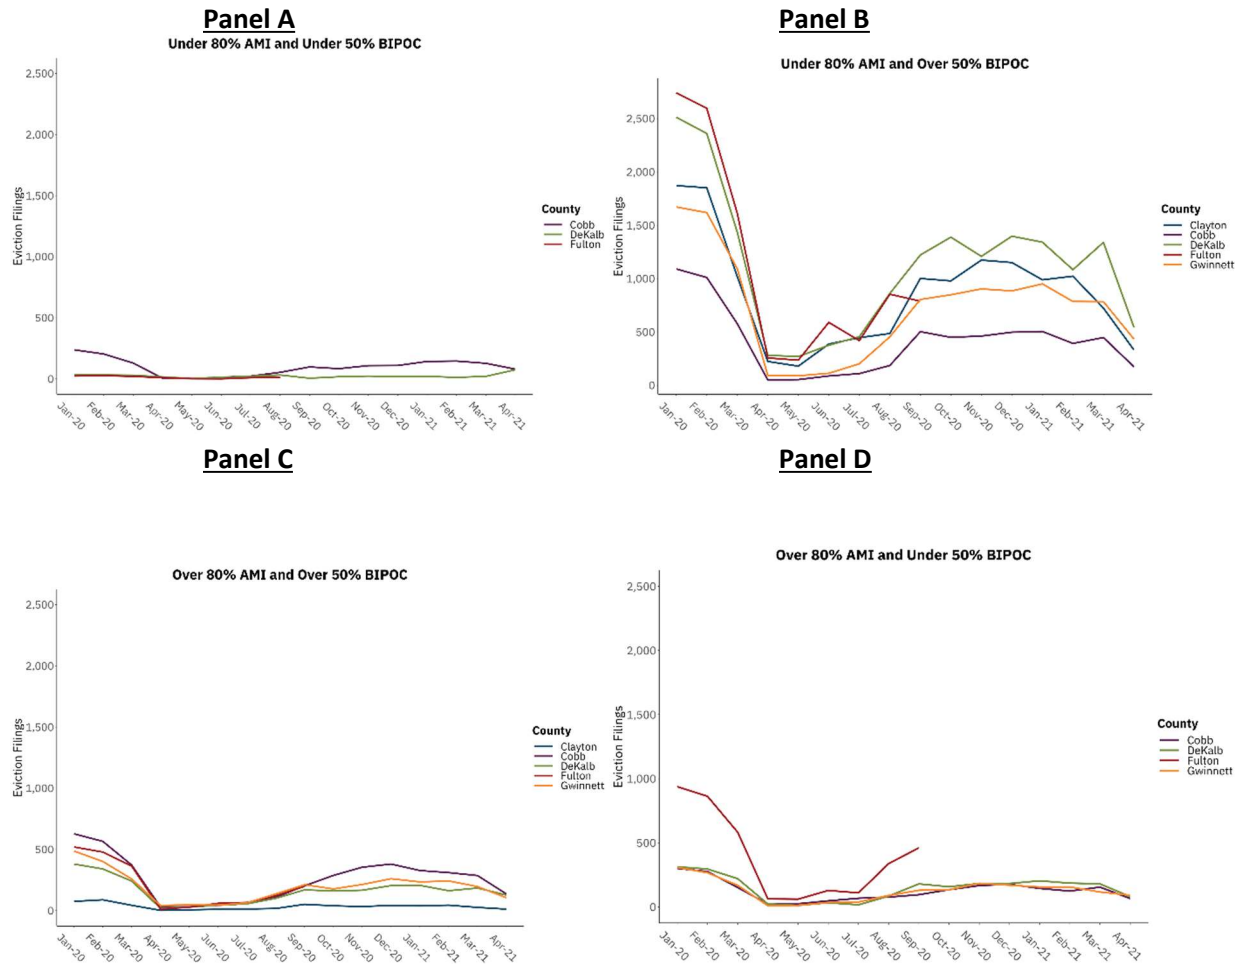 Panel A
Under 80% AMI and Under 50% BIPOC
2,500
2,000
1,500
1,000
500
0
Eviction Filings
Jan-20
Feb-20
Mar-20
Apr-20
May-20
Jun-20
Jul-20
Aug-20
Sep-20
Oct-20
Nov-20
Dec-20
Jan-21
Feb-21
Mar-21
Apr-21
County
Cobb
DeKalb
Fulton
Panel B
Under 80% AMI and Over 50% BIPOC
2,500
2,000
1,500
1,000
500
0
Eviction Filings
Jan-20
Feb-20
Mar-20
Apr-20
May-20
Jun-20
Jul-20
Aug-20
Sep-20
Oct-20
Nov-20
Dec-20
Jan-21
Feb-21
Mar-21
Apr-21
County
Clayton
Cobb
DeKalb
Fulton
Gwinnett
Panel C
Over 80% AMI and Over 50% BIPOC
2,500
2,000
1,500
1,000
500
0
Eviction Filings
Jan-20
Feb-20
Mar-20
Apr-20
May-20
Jun-20
Jul-20
Aug-20
Sep-20
Oct-20
Nov-20
Dec-20
Jan-21
Feb-21
Mar-21
Apr-21
County
Clayton
Cobb
DeKalb
Fulton
Gwinnett
Panel D
Over 80% AMI and Under 50% BIPOC
2,500
2,000
1,500
1,000
500
0
Eviction Filings
Jan-20
Feb-20
Mar-20
Apr-20
May-20
Jun-20
Jul-20
Aug-20
Sep-20
Oct-20
Nov-20
Dec-20
Jan-21
Feb-21
Mar-21
Apr-21
County
Cobb
DeKalb
Fulton
Gwinnett